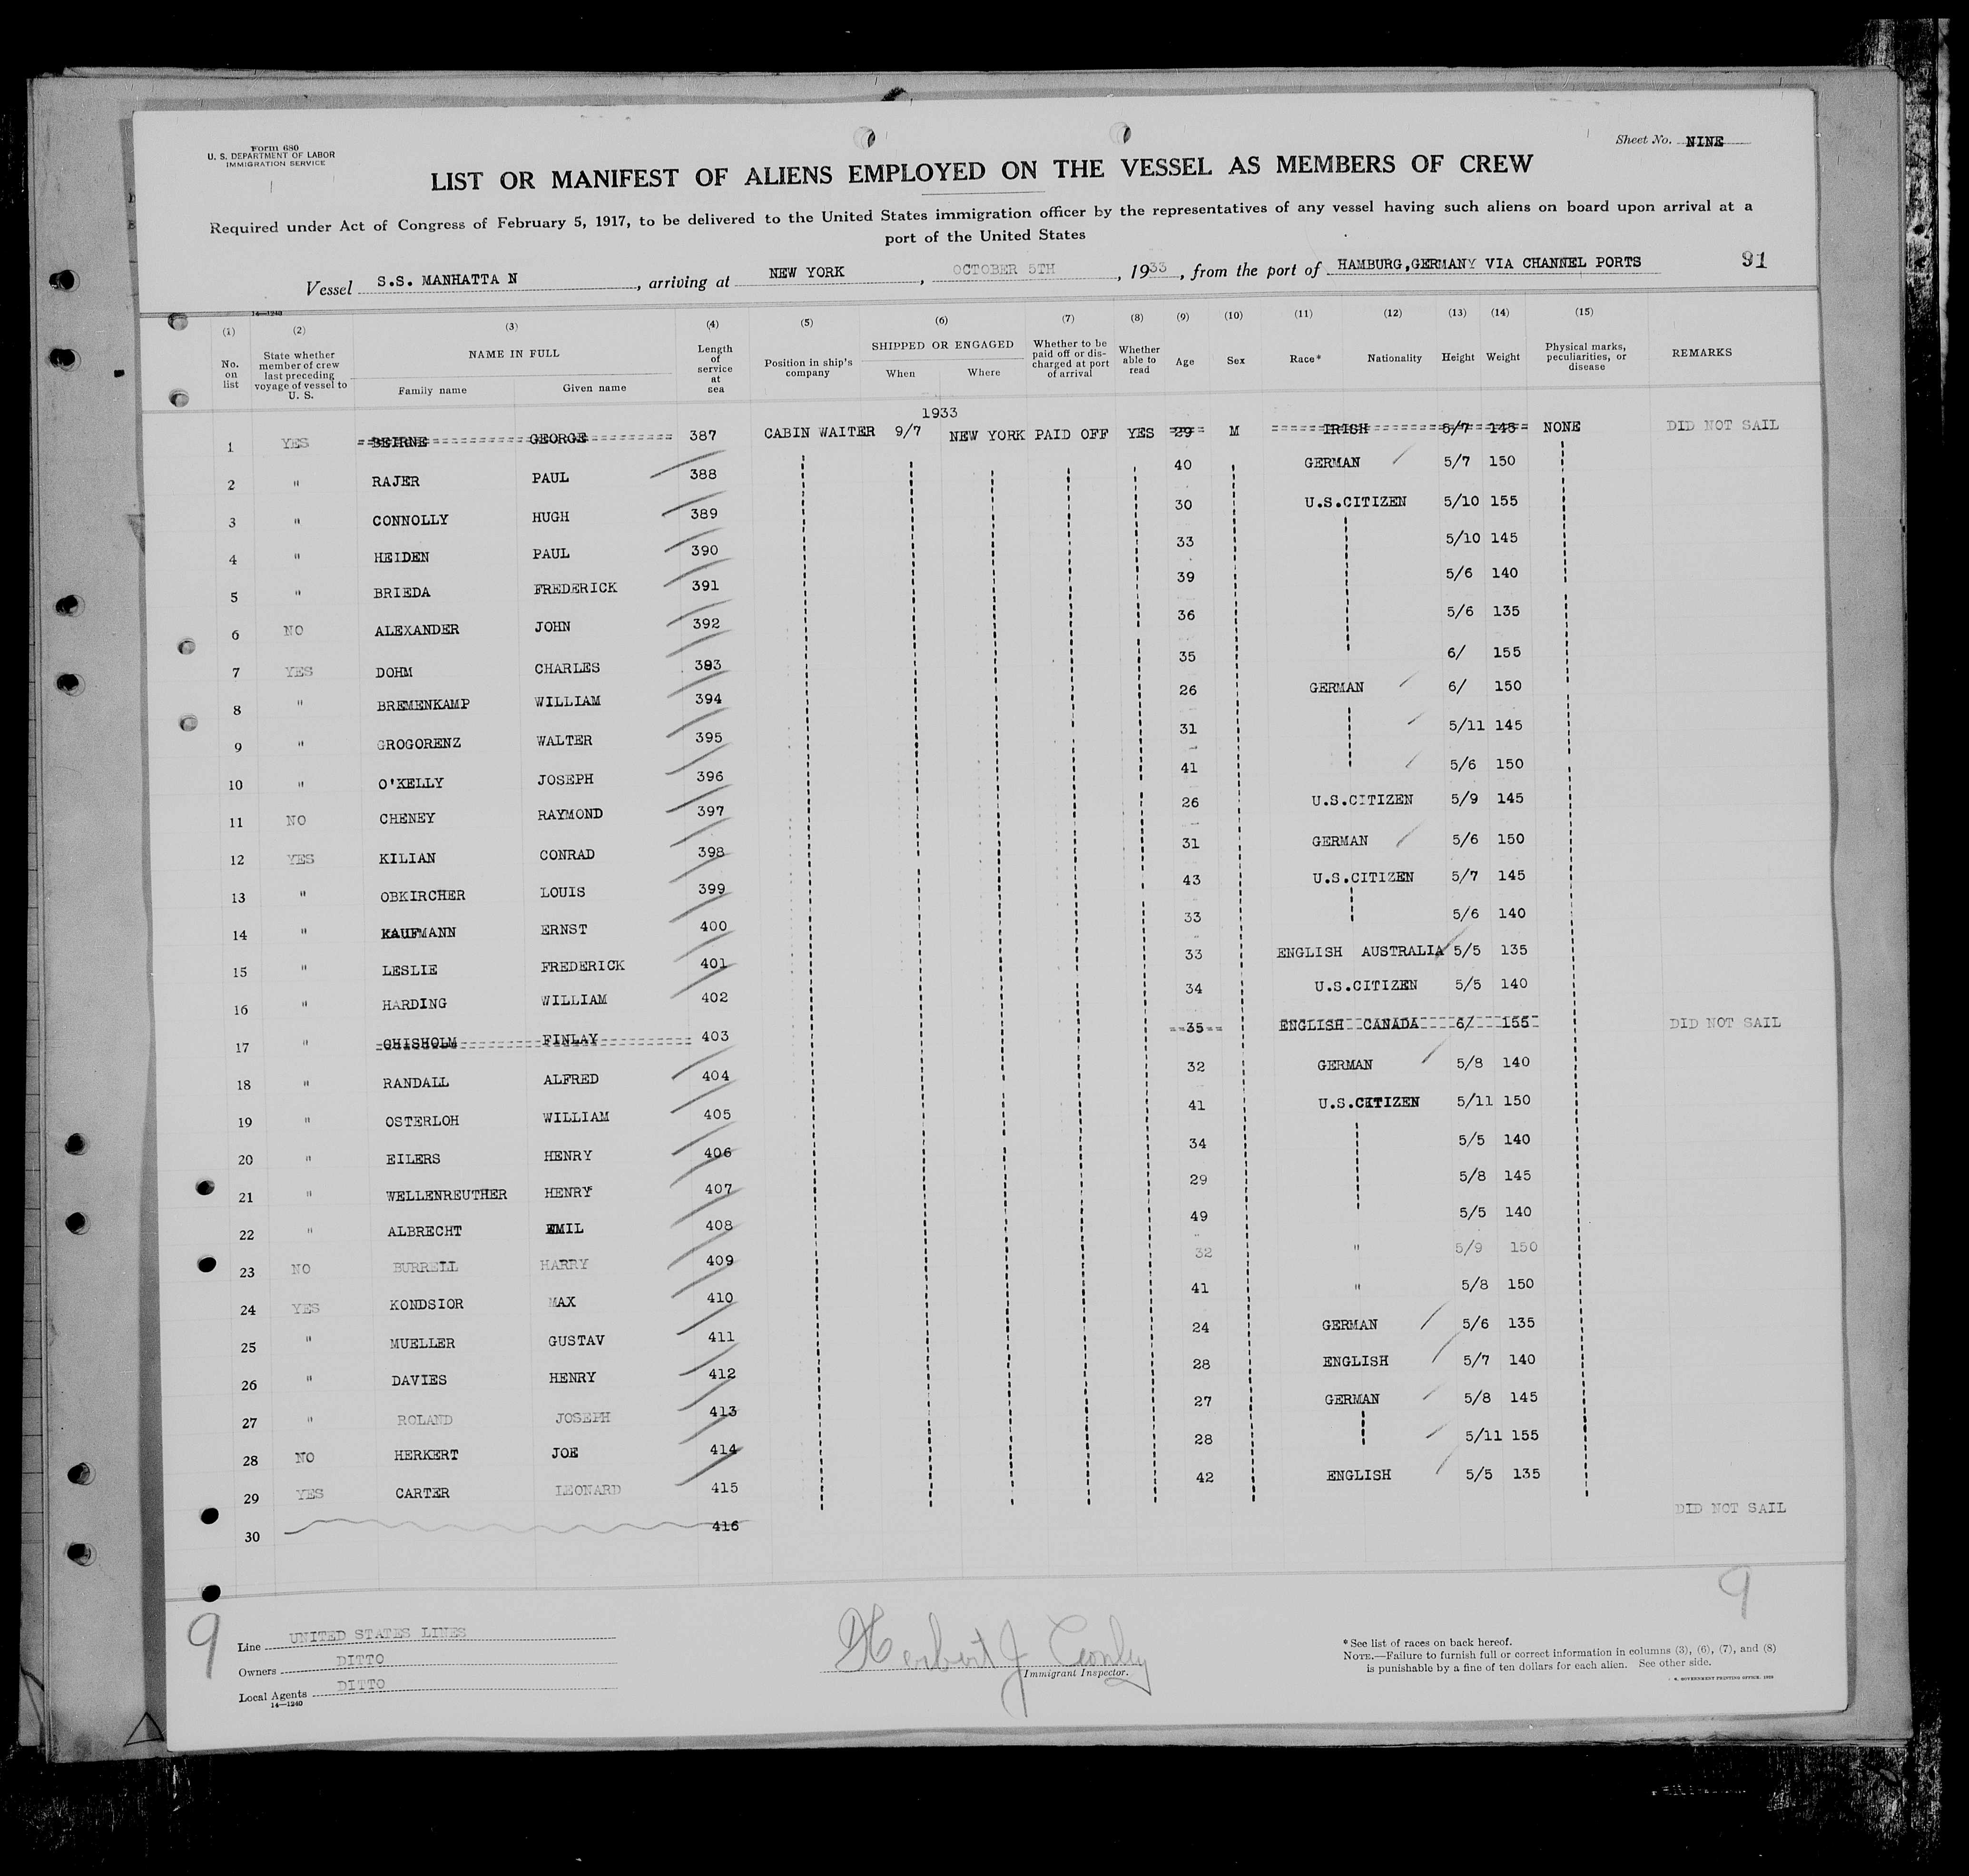 Form 680
U. S. DEPARTMENT OF LABOR
IMMIGRATION SERVICE
Sheet No. NINE
LIST OR MANIFEST OF ALIENS EMPLOYED ON THE VESSEL AS MEMBERS OF CREW
Required under Act of Congress of February 5, 1917, to be delivered to the United States immigration officer by the representatives of any vessel having such aliens on board upon arrival at a
port of the United States
Vessel S.S. MANHATTA N, arriving at NEW YORK, OCTOBER 5TH, 1933, from the port of HAMBURG,GERMANY VIA CHANNEL PORTS 91
14—1240
(1) No. on list (2) State whether member of crew last preceding voyage of vessel to U. S. (3) NAME IN FULL Family name Given name (4) Length of service at sea (5) Position in ship's company (6) SHIPPED OR ENGAGED When Where (7) Whether to be paid off or discharged at port of arrival (8) Whether able to read (9) Age (10) Sex (11) Race* (12) Nationality (13) Height (14) Weight (15) Physical marks, peculiarities, or disease REMARKS
1933
1 YES BEIRNE GEORGE 387 CABIN WAITER 9/7 NEW YORK PAID OFF YES 29 M IRISH 5/7 145 NONE DID NOT SAIL
2 " RAJER PAUL 388 40 GERMAN 5/7 150
3 " CONNOLLY HUGH 389 30 U.S.CITIZEN 5/10 155
4 " HEIDEN PAUL 390 33 5/10 145
5 " BRIEDA FREDERICK 391 39 5/6 140
6 NO ALEXANDER JOHN 392 36 5/6 135
7 YES DOHM CHARLES 393 35 6/ 155
8 " BREMENKAMP WILLIAM 394 26 GERMAN 6/ 150
9 " GROGORENZ WALTER 395 31 5/11 145
10 " O'KELLY JOSEPH 396 41 5/6 150
11 NO CHENEY RAYMOND 397 26 U.S.CITIZEN 5/9 145
12 YES KILIAN CONRAD 398 31 GERMAN 5/6 150
13 " OBKIRCHER LOUIS 399 43 U.S.CITIZEN 5/7 145
14 " KAUFMANN ERNST 400 33 5/6 140
15 " LESLIE FREDERICK 401 33 ENGLISH AUSTRALIA 5/5 135
16 " HARDING WILLIAM 402 34 U.S.CITIZEN 5/5 140
17 " CHISHOLM FINLAY 403 35 ENGLISH CANADA 6/ 155 DID NOT SAIL
18 " RANDALL ALFRED 404 32 GERMAN 5/8 140
19 " OSTERLOH WILLIAM 405 41 U.S.CITIZEN 5/11 150
20 " EILERS HENRY 406 34 5/5 140
21 " WELLENREUTHER HENRY 407 29 5/8 145
22 " ALBRECHT EMIL 408 49 5/5 140
23 NO BURRELL HARRY 409 32 " 5/9 150
24 YES KONDSIOR MAX 410 41 " 5/8 150
25 " MUELLER GUSTAV 411 24 GERMAN 5/6 135
26 " DAVIES HENRY 412 28 ENGLISH 5/7 140
27 " ROLAND JOSEPH 413 27 GERMAN 5/8 145
28 NO HERKERT JOE 414 28 5/11 155
29 YES CARTER LEONARD 415 42 ENGLISH 5/5 135
30 416 DID NOT SAIL
9
9
Line UNITED STATES LINES
Owners DITTO
Local Agents DITTO
14—1240
Herbert J Conley
Immigrant Inspector.
* See list of races on back hereof.
NOTE.—Failure to furnish full or correct information in columns (3), (6), (7), and (8)
is punishable by a fine of ten dollars for each alien. See other side.
GOVERNMENT PRINTING OFFICE